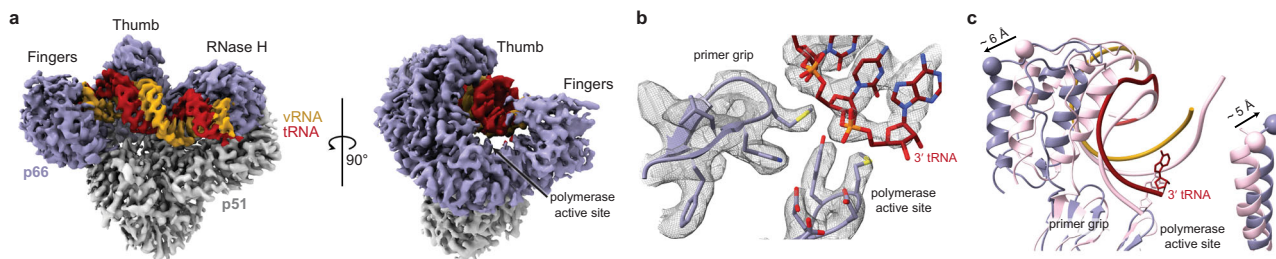 a
Thumb
Fingers
RNase H
vRNA
tRNA
p66
p51
90°
Thumb
Fingers
polymerase
active site
b
primer grip
3′ tRNA
polymerase
active site
c
~ 6 Å
~ 5 Å
3′ tRNA
primer grip
polymerase
active site